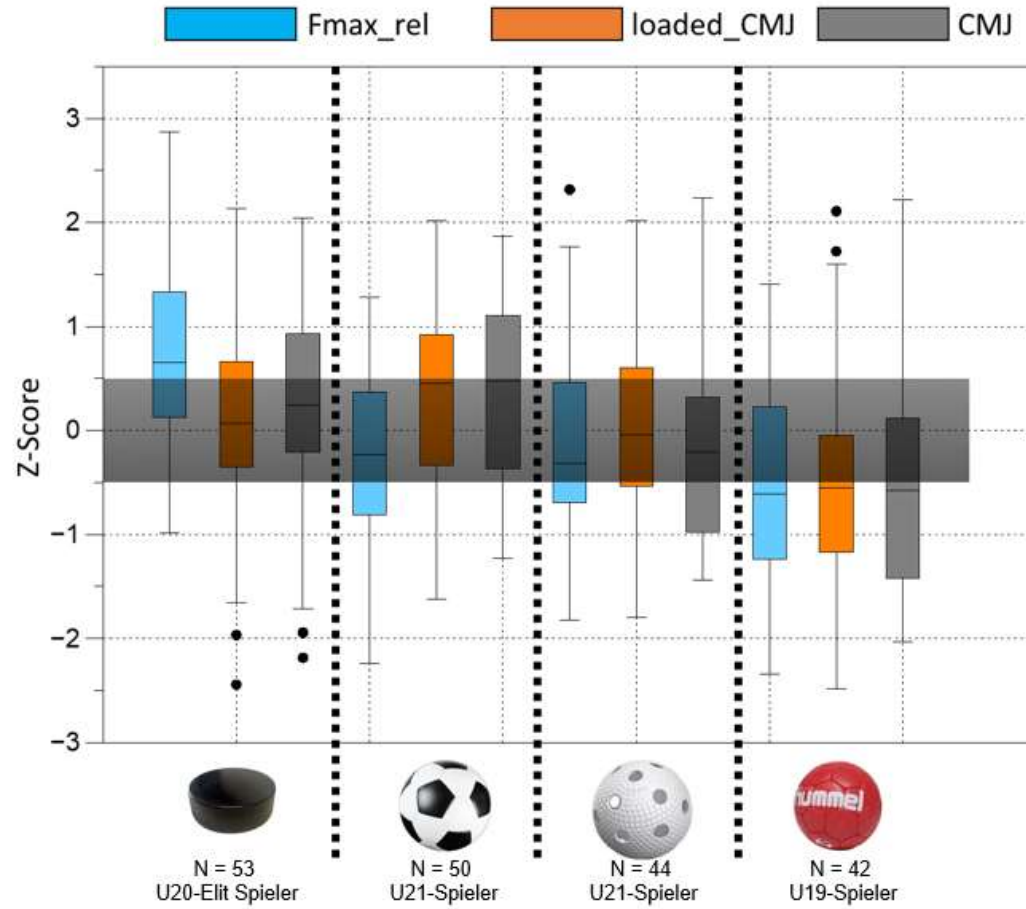 Fmax_rel loaded_CMJ CMJ
Z-Score
3
2
1
0
−1
−2
−3
hummel
N = 53 N = 50 N = 44 N = 42
U20-Elit Spieler U21-Spieler U21-Spieler U19-Spieler